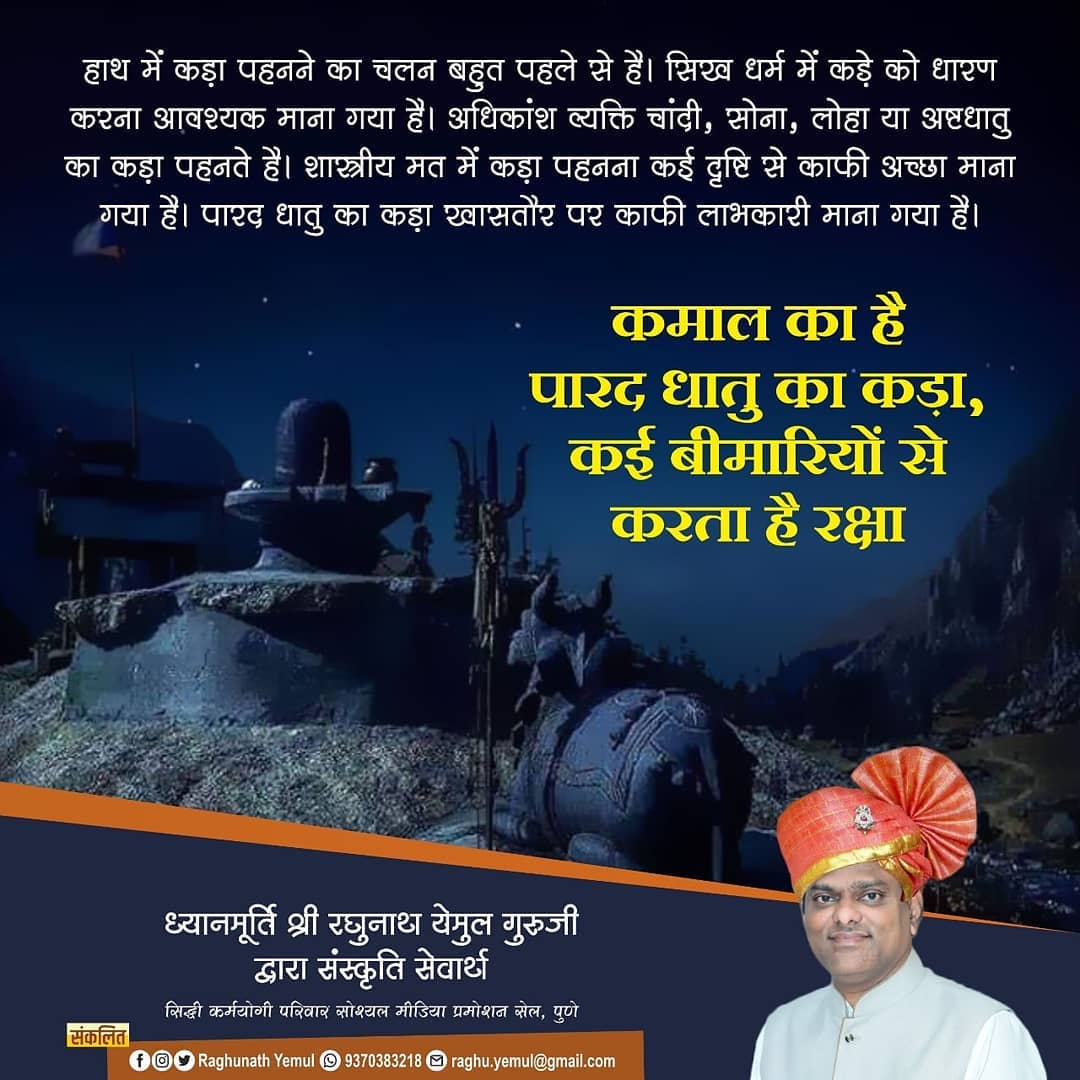 हाथ में कड़ा पहनने का चलन बहुत पहले से है। सिख धर्म में कड़े को धारण
करना आवश्यक माना गया है। अधिकांश व्यक्ति चांदी, सोना, लोहा या अष्टधातु
का कड़ा पहनते है। शास्त्रीय मत में कड़ा पहनना कई दृष्टि से काफी अच्छा माना
गया है। पारद धातु का कड़ा खासतौर पर काफी लाभकारी माना गया है।
कमाल का है
पारद धातु का कड़ा,
कई बीमारियों से
करता है रक्षा
ध्यानमूर्ति श्री रघुनाथ येमुल गुरुजी
द्वारा संस्कृति सेवार्थ
सिद्धी कर्मयोगी परिवार सोश्यल मीडिया प्रमोशन सेल, पुणे
संकलित
Raghunath Yemul 9370383218 raghu.yemul@gmail.com